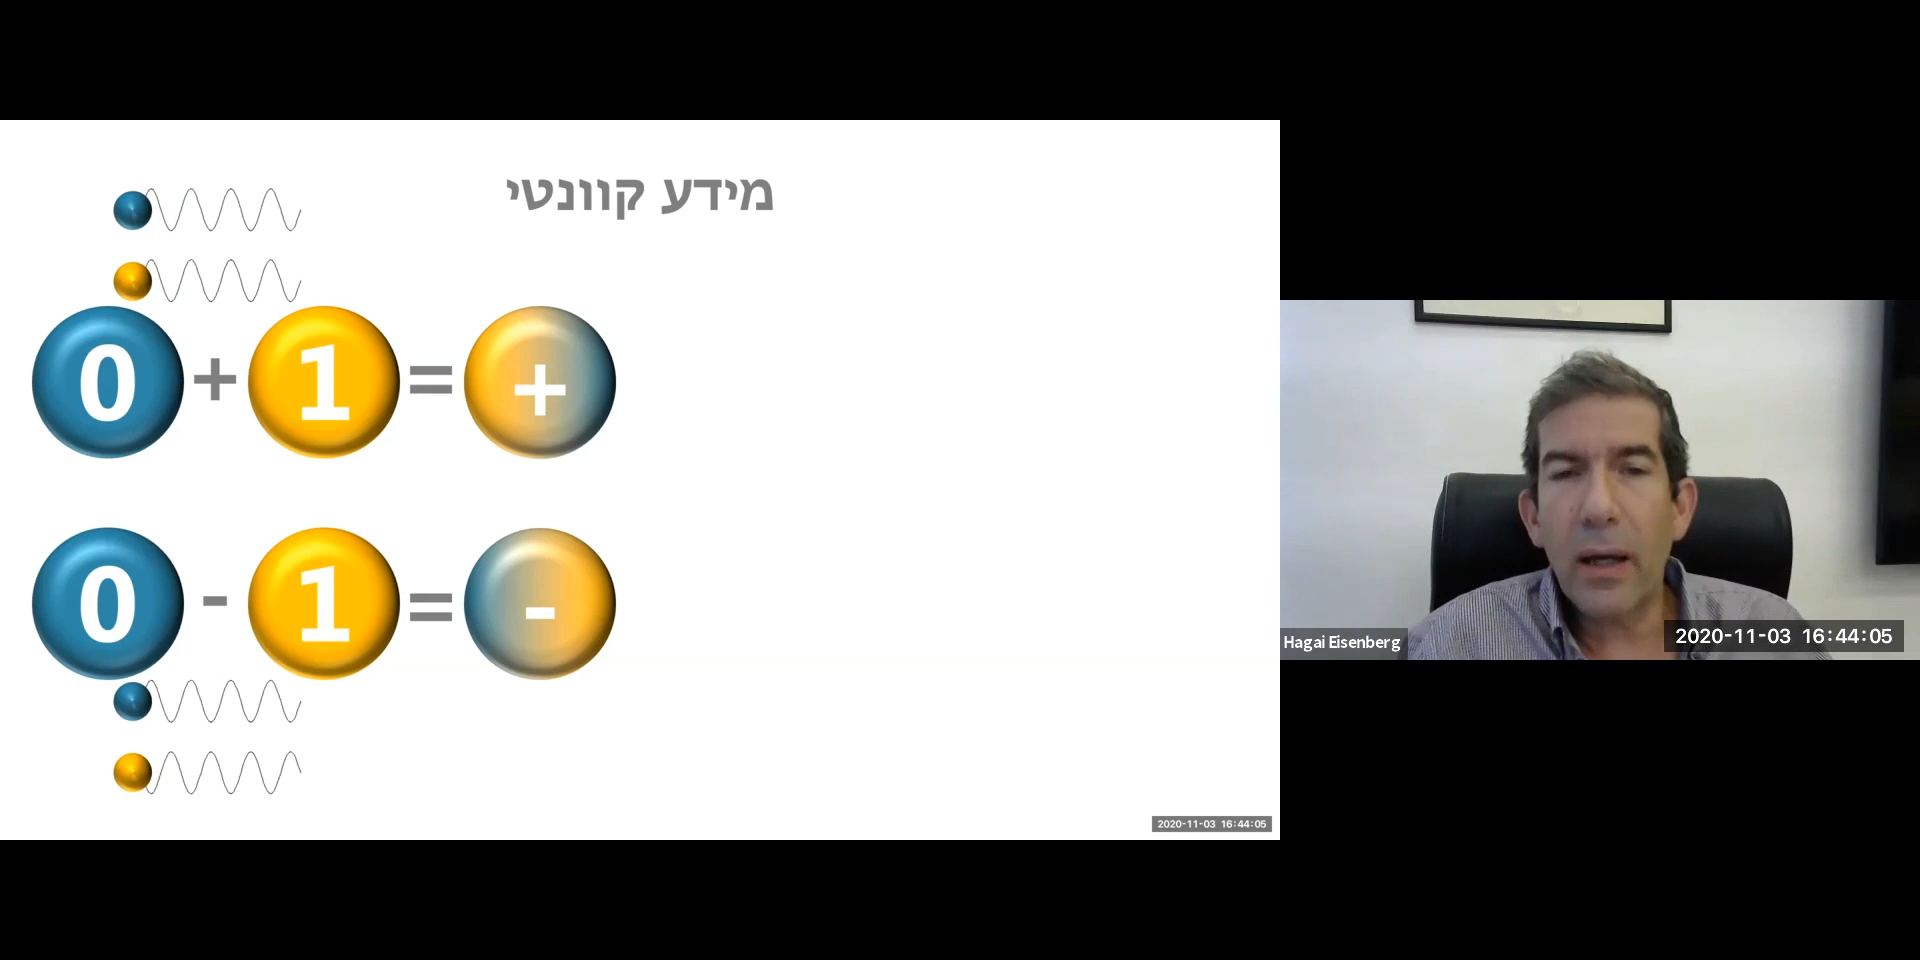 מידע קוונטי
0 + 1 = +
0 - 1 = -
2020-11-03 16:44:05
Hagai Eisenberg
2020-11-03 16:44:05